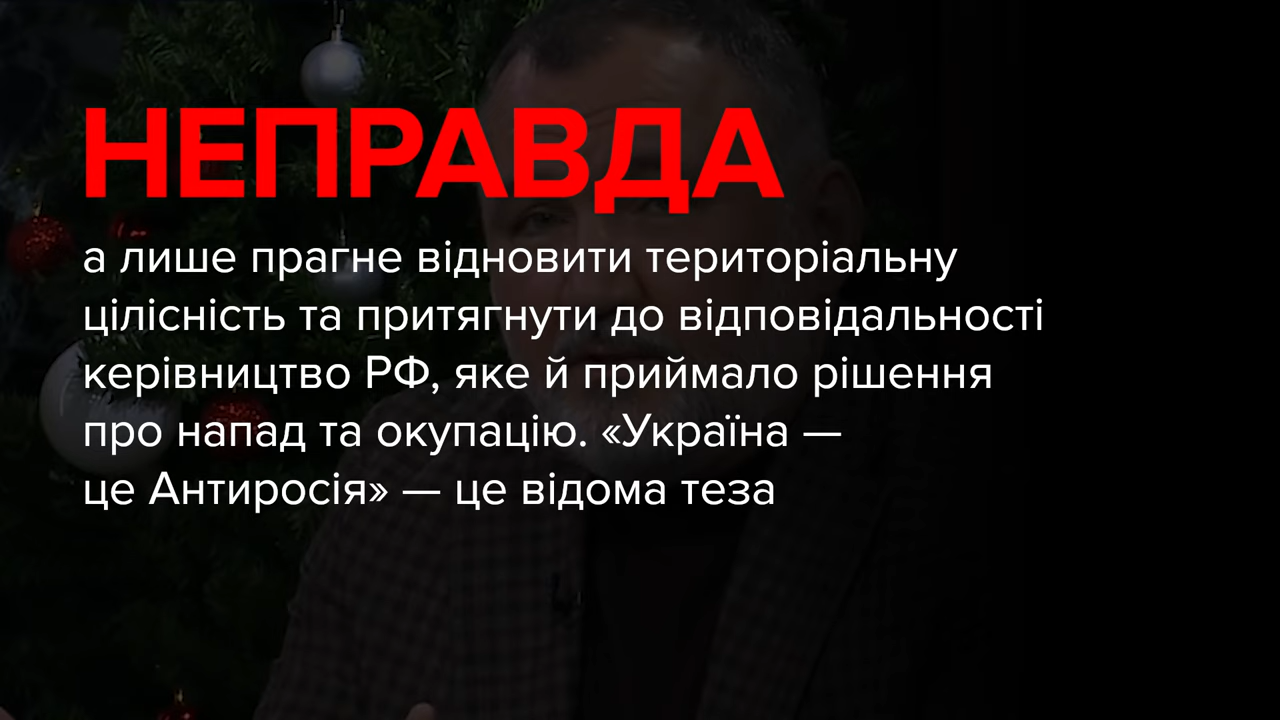 НЕПРАВДА
а лише прагне відновити територіальну
цілісність та притягнути до відповідальності
керівництво РФ, яке й приймало рішення
про напад та окупацію. «Україна —
це Антиросія» — це відома теза